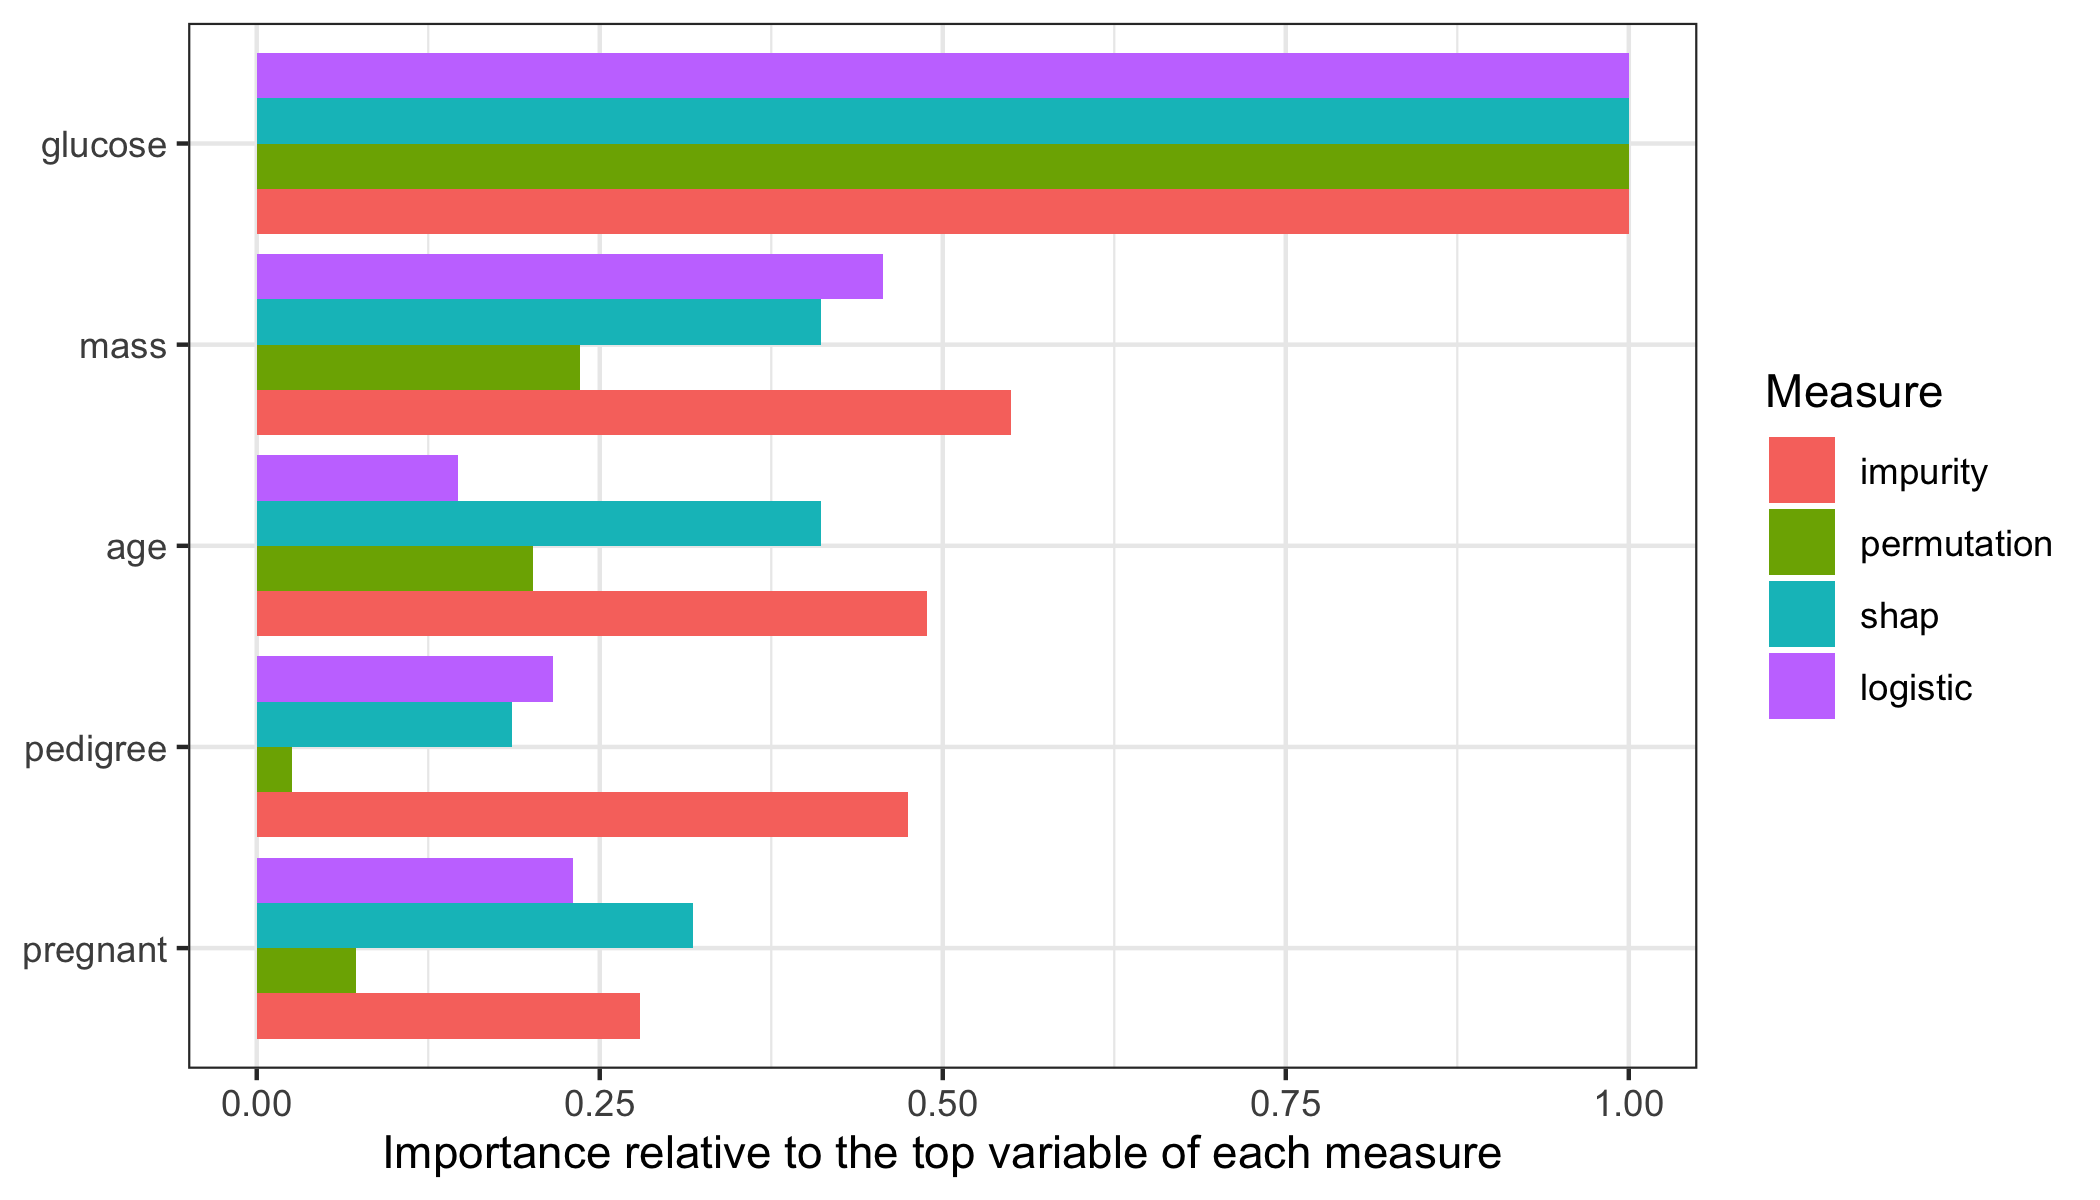 glucose
mass
age
pedigree
pregnant
0.00
0.25
0.50
0.75
1.00
Importance relative to the top variable of each measure
Measure
impurity
permutation
shap
logistic